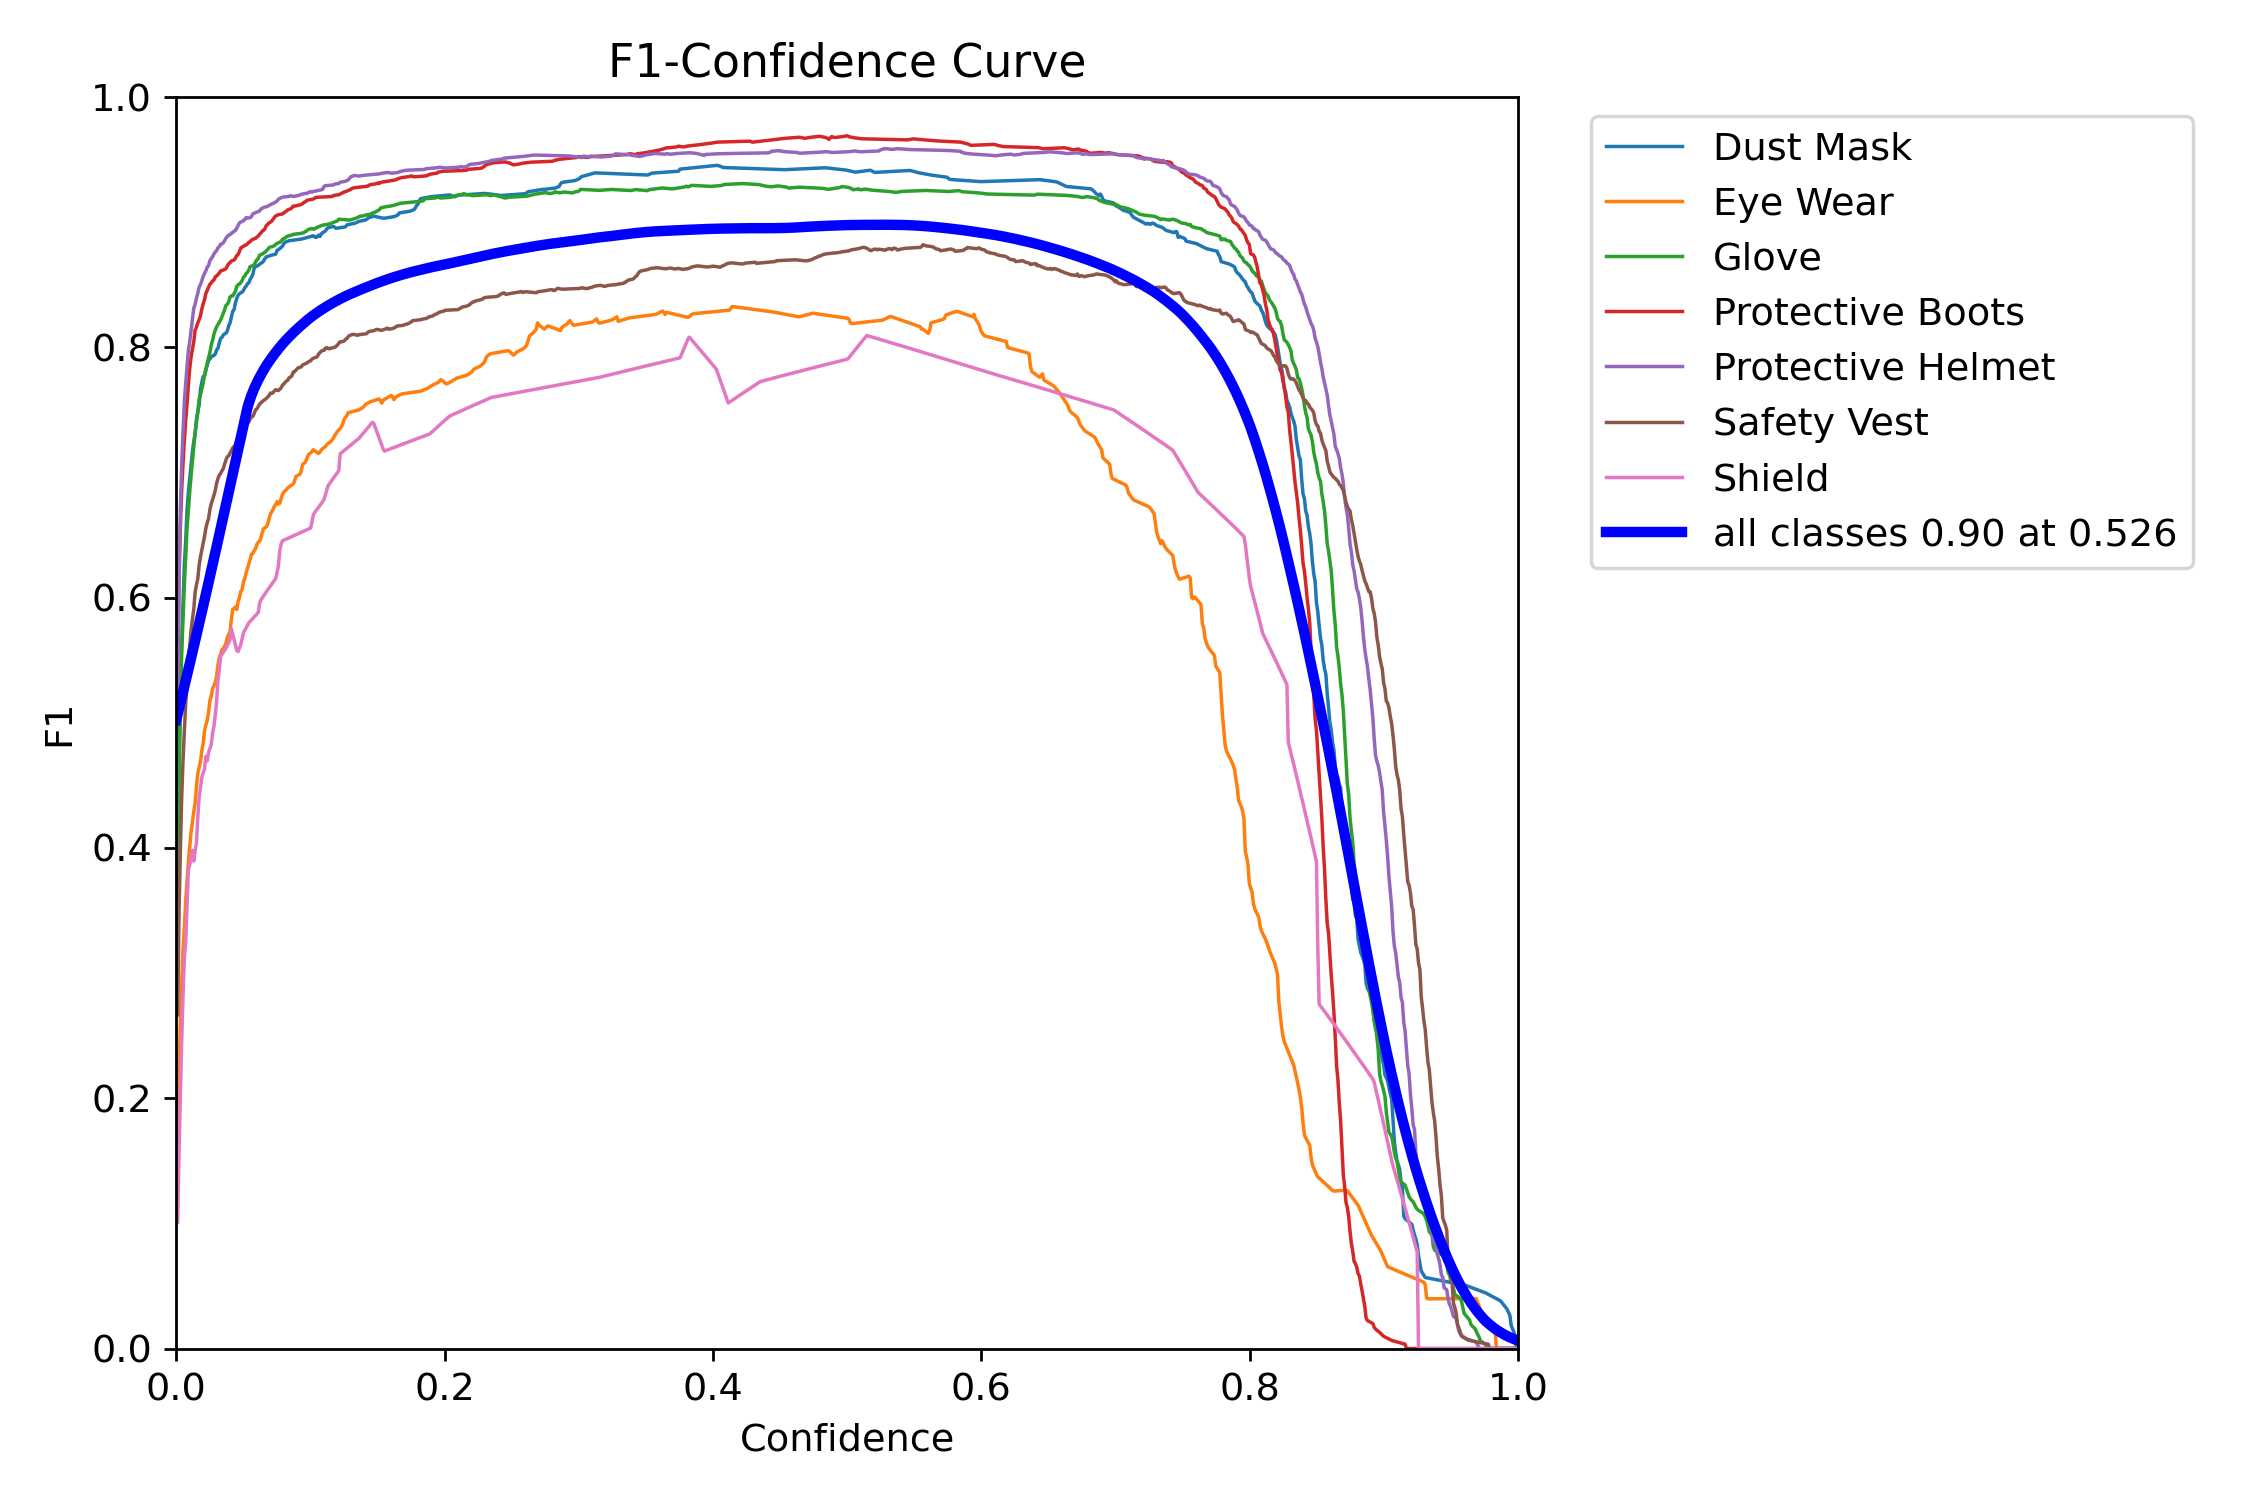 F1-Confidence Curve
1.0
0.8
0.6
0.4
0.2
0.0
F1
0.0 0.2 0.4 0.6 0.8 1.0
Confidence
Dust Mask
Eye Wear
Glove
Protective Boots
Protective Helmet
Safety Vest
Shield
all classes 0.90 at 0.526